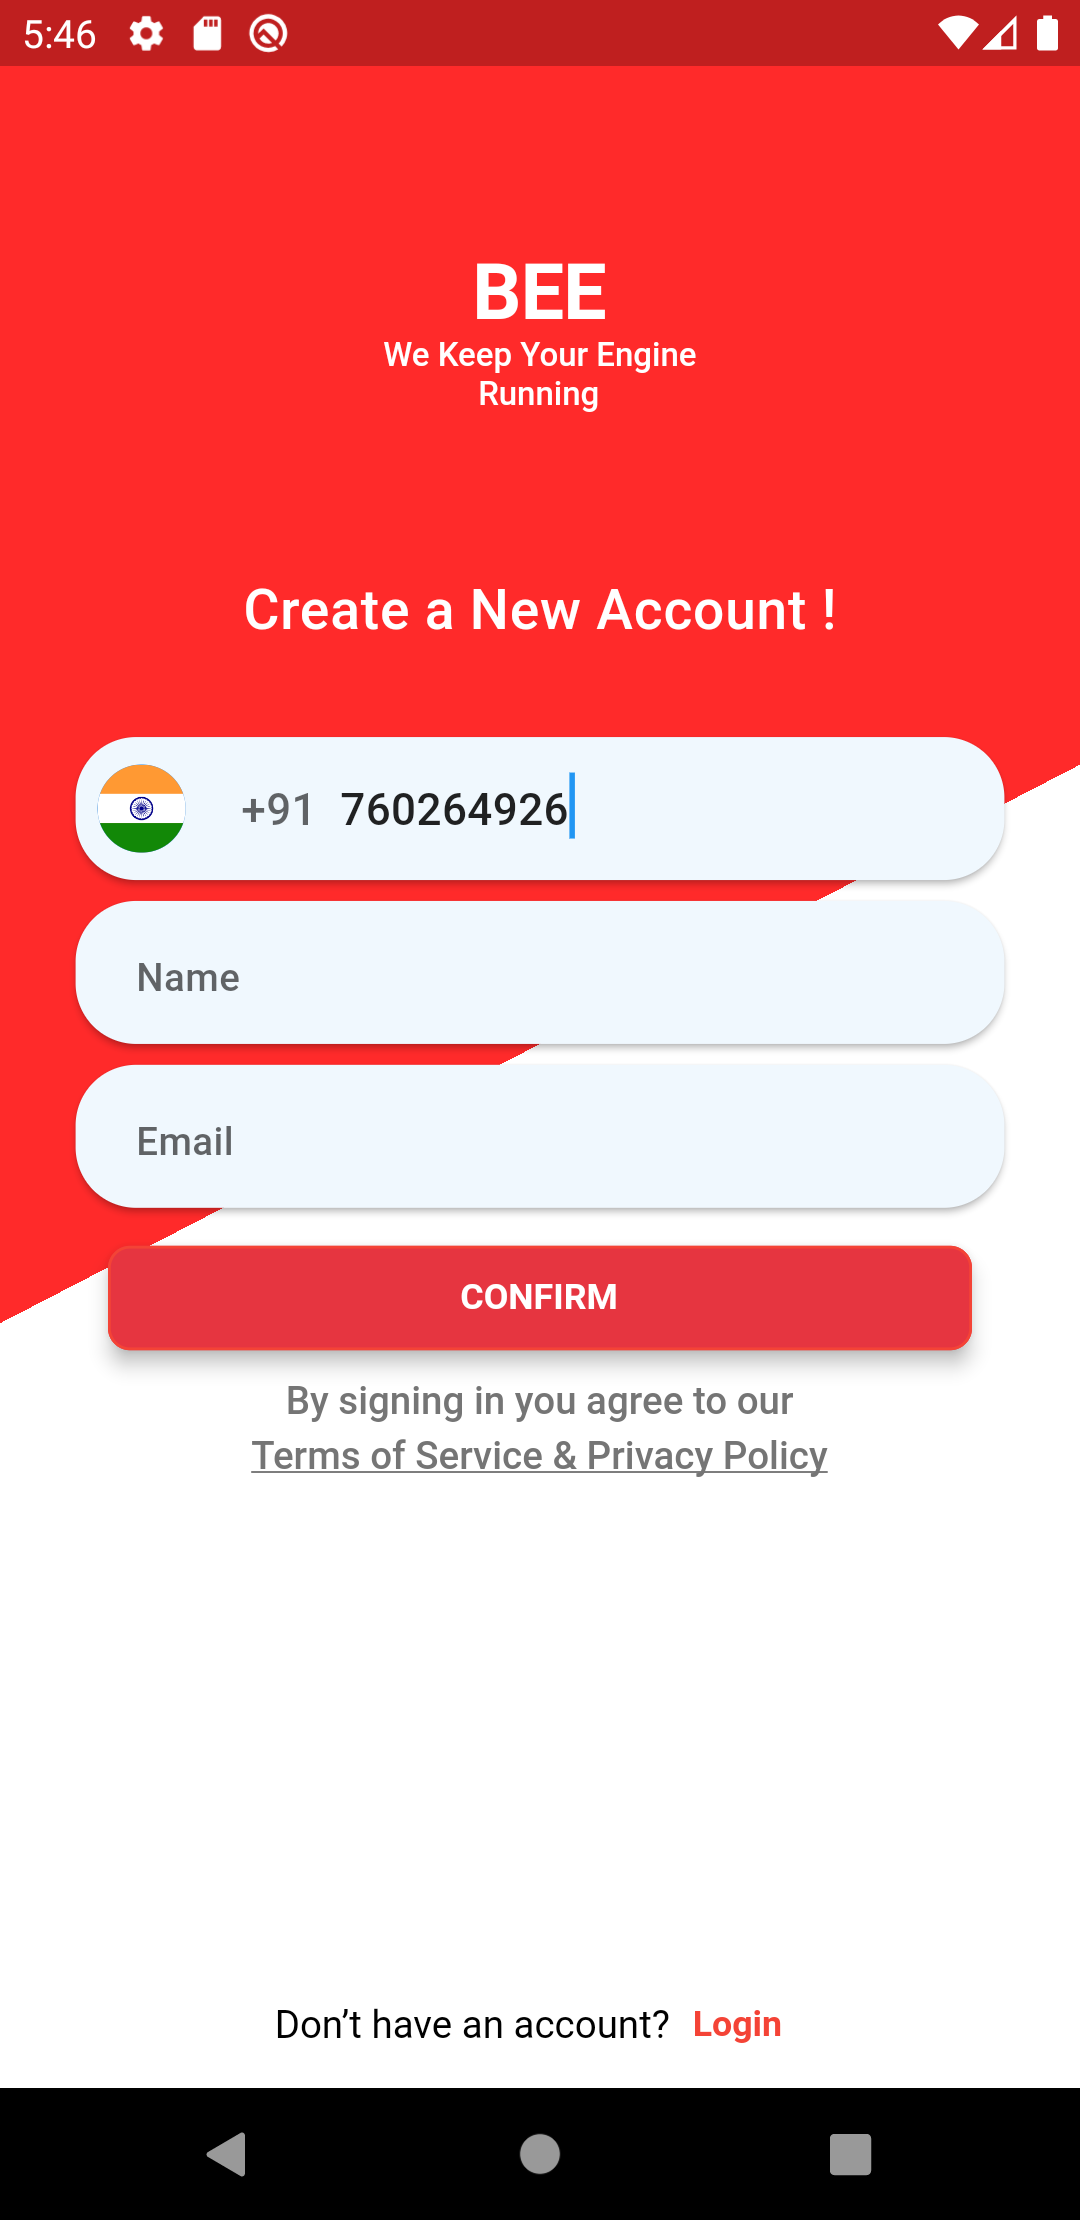 5:46
BEE
We Keep Your Engine
Running
Create a New Account !
+91 760264926
Name
Email
CONFIRM
By signing in you agree to our
Terms of Service & Privacy Policy
Don’t have an account? Login